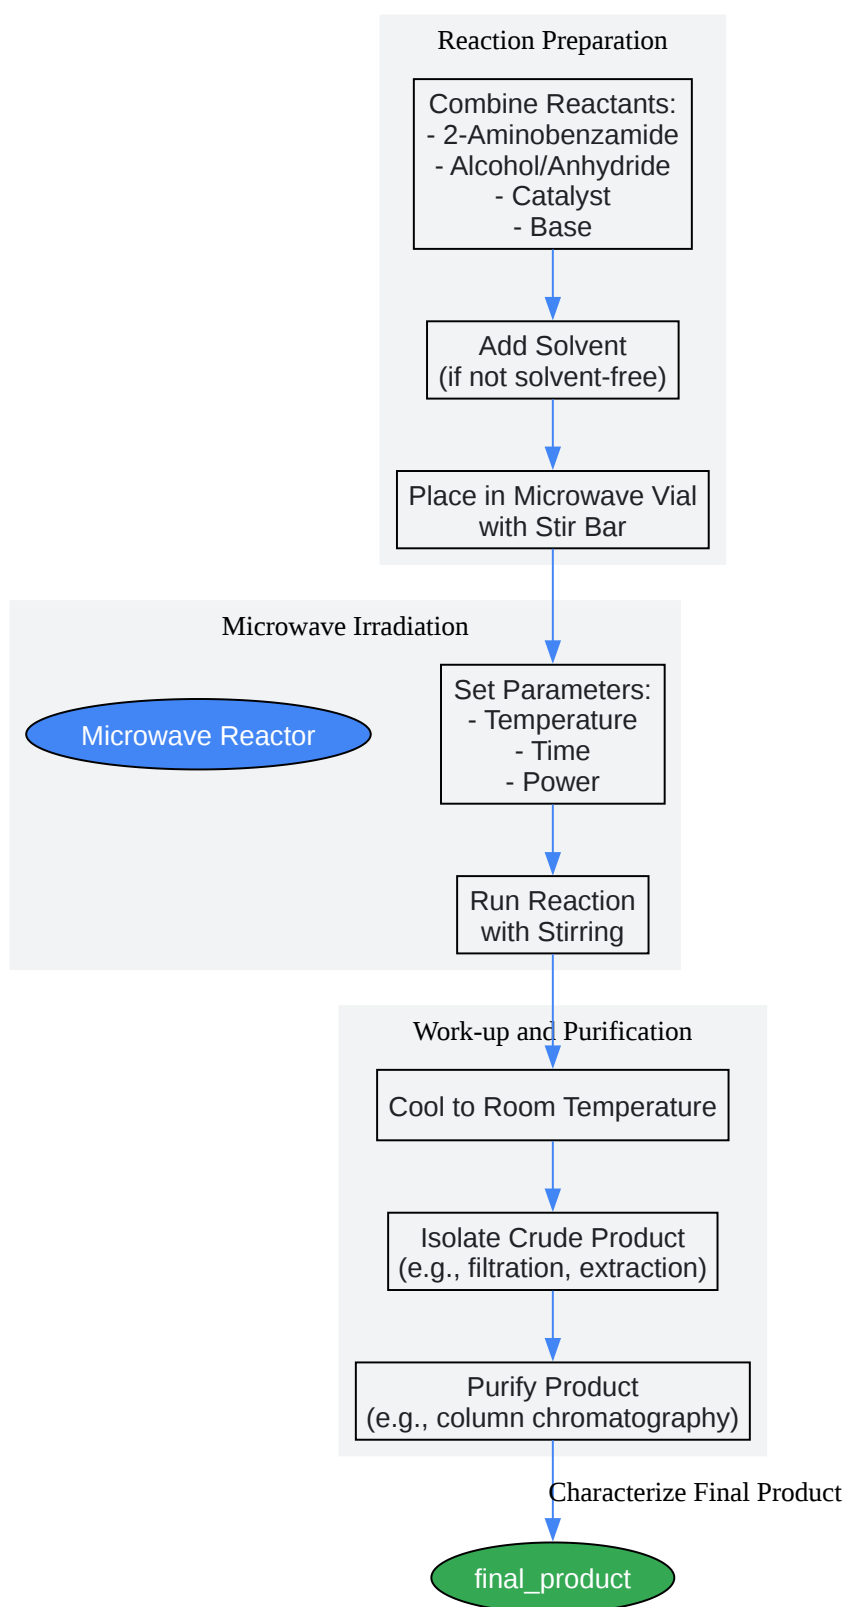 Reaction Preparation
Combine Reactants:
- 2-Aminobenzamide
- Alcohol/Anhydride
- Catalyst
- Base
Add Solvent
(if not solvent-free)
Place in Microwave Vial
with Stir Bar
Microwave Irradiation
Microwave Reactor
Set Parameters:
- Temperature
- Time
- Power
Run Reaction
with Stirring
Work-up and Purification
Cool to Room Temperature
Isolate Crude Product
(e.g., filtration, extraction)
Purify Product
(e.g., column chromatography)
Characterize Final Product
final_product